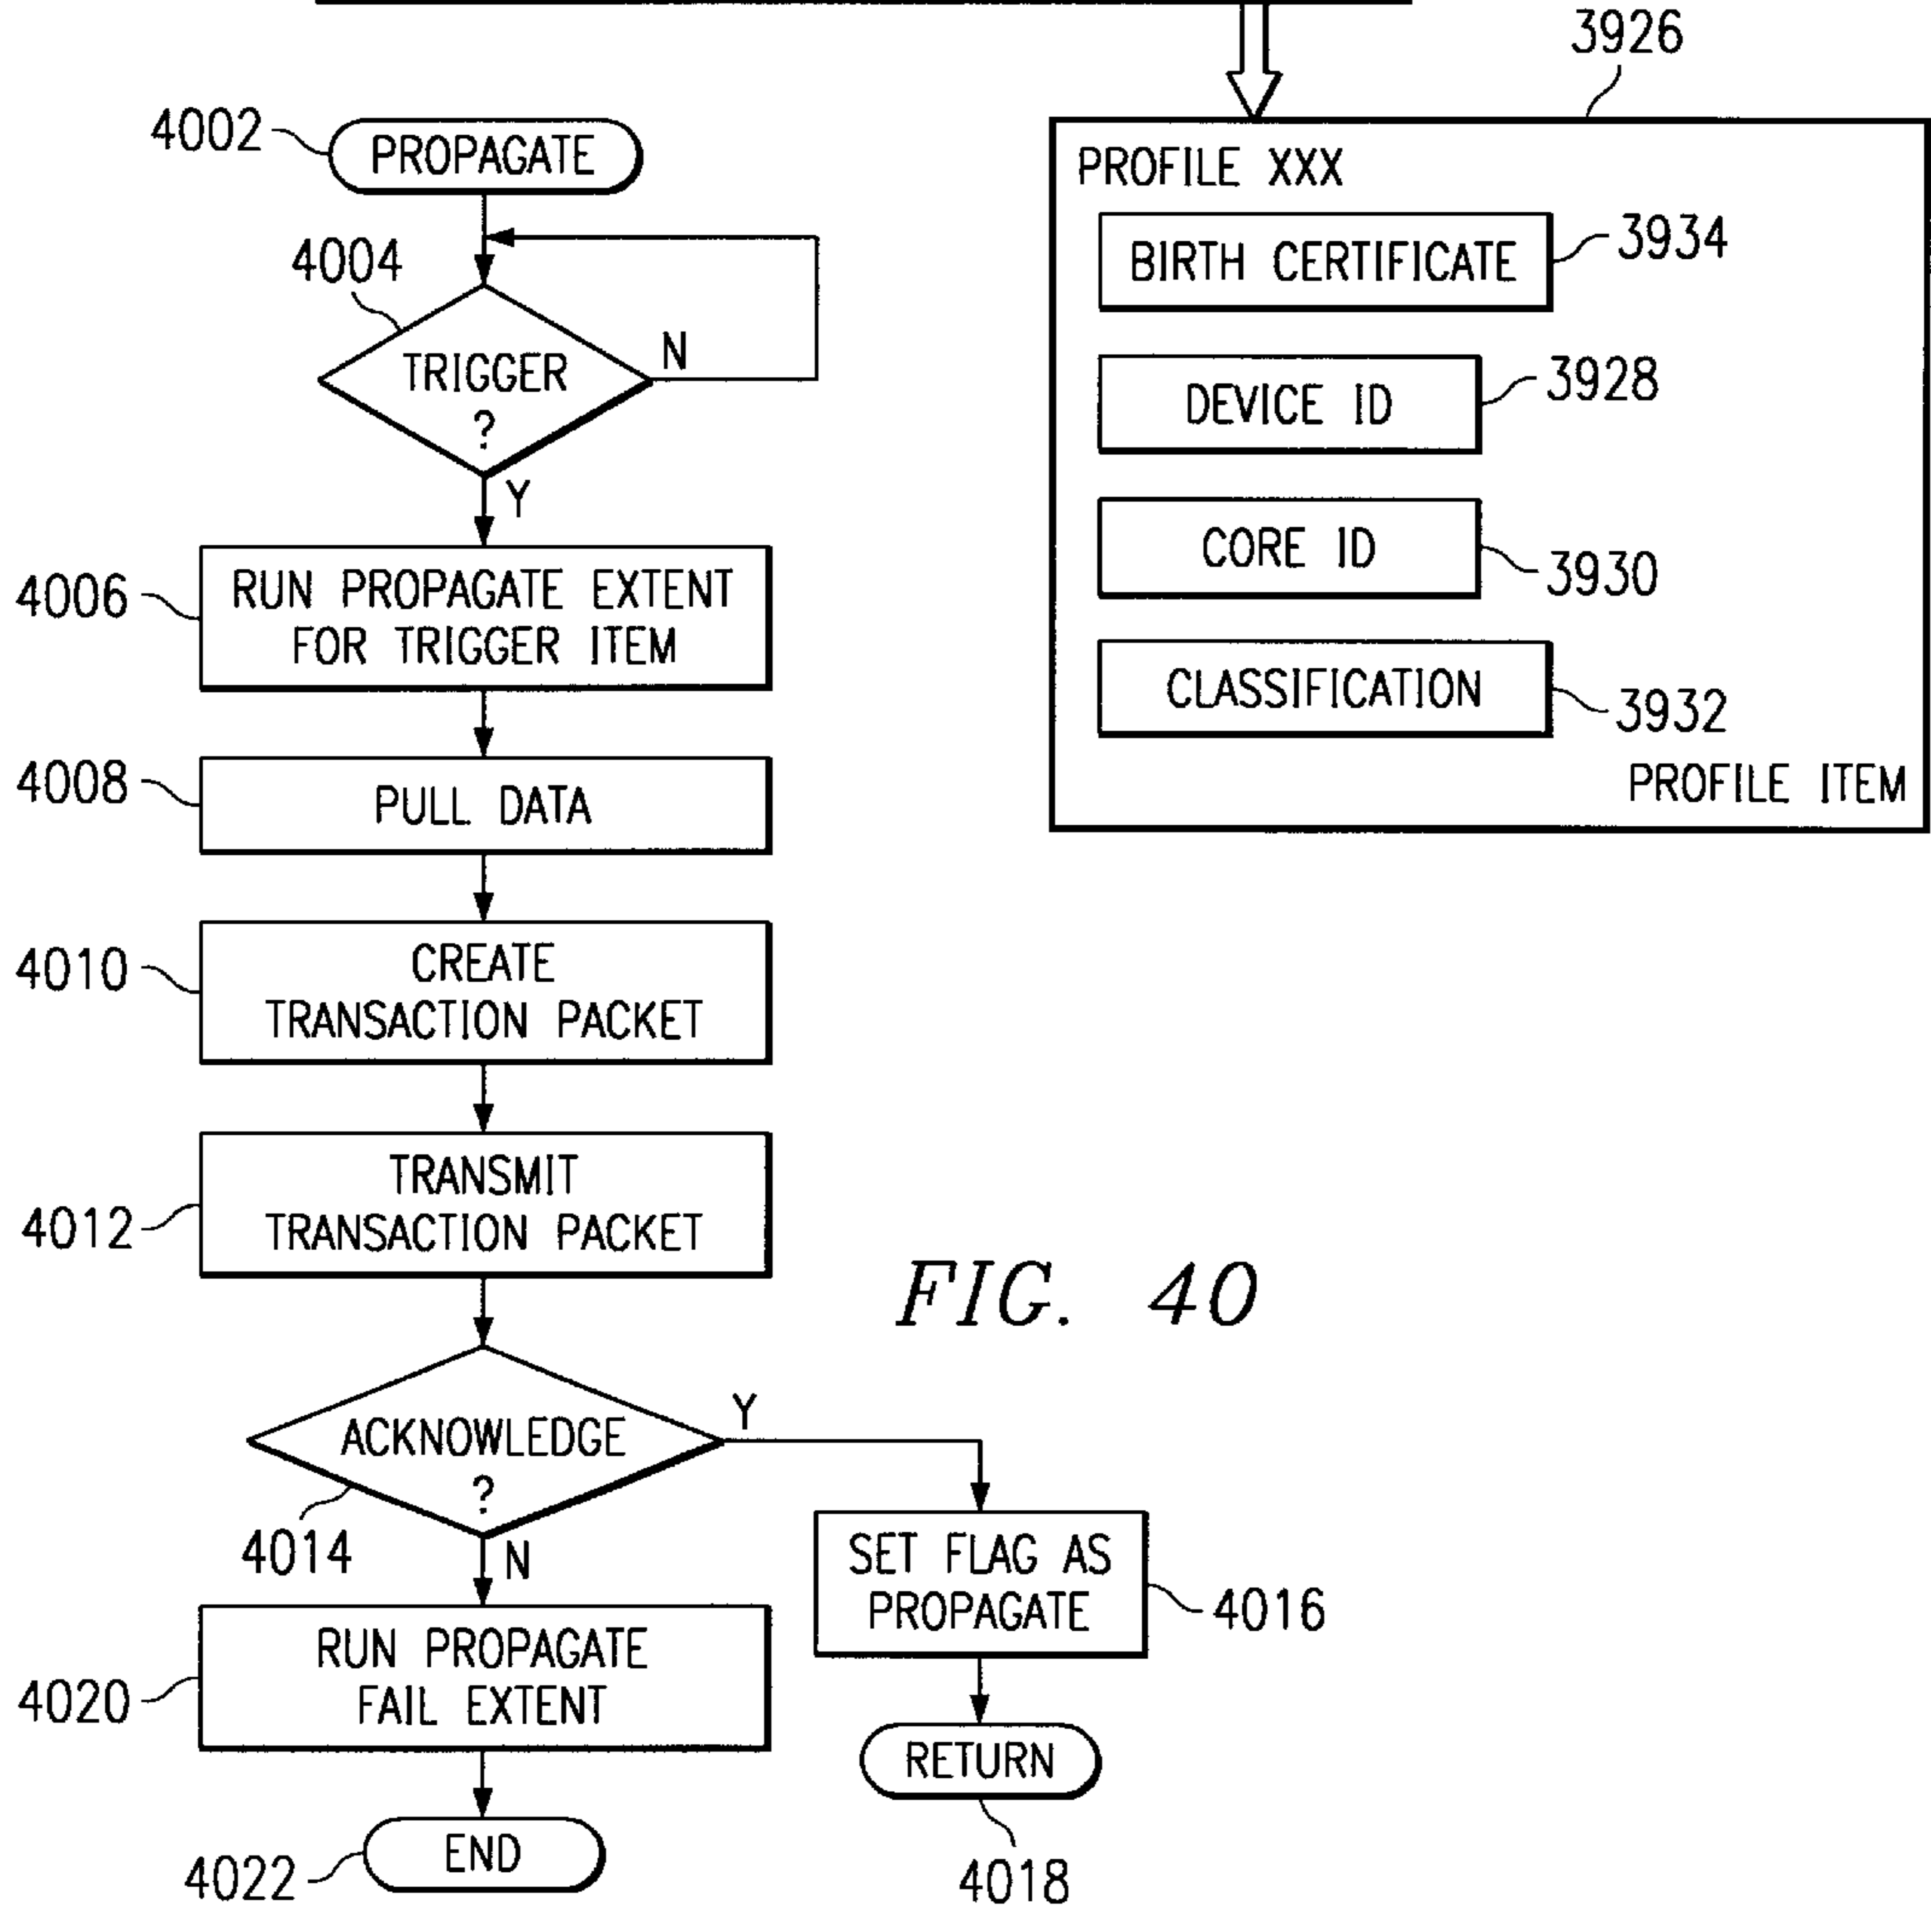 4002
PROPAGATE
4004
TRIGGER
?
N
Y
4006
RUN PROPAGATE EXTENT
FOR TRIGGER ITEM
4008
PULL DATA
4010
CREATE
TRANSACTION PACKET
4012
TRANSMIT
TRANSACTION PACKET
ACKNOWLEDGE
?
Y
4014
N
4020
RUN PROPAGATE
FAIL EXTENT
4022
END
SET FLAG AS
PROPAGATE
4016
RETURN
4018
3926
PROFILE XXX
BIRTH CERTIFICATE
3934
DEVICE ID
3928
CORE ID
3930
CLASSIFICATION
3932
PROFILE ITEM
FIG. 40